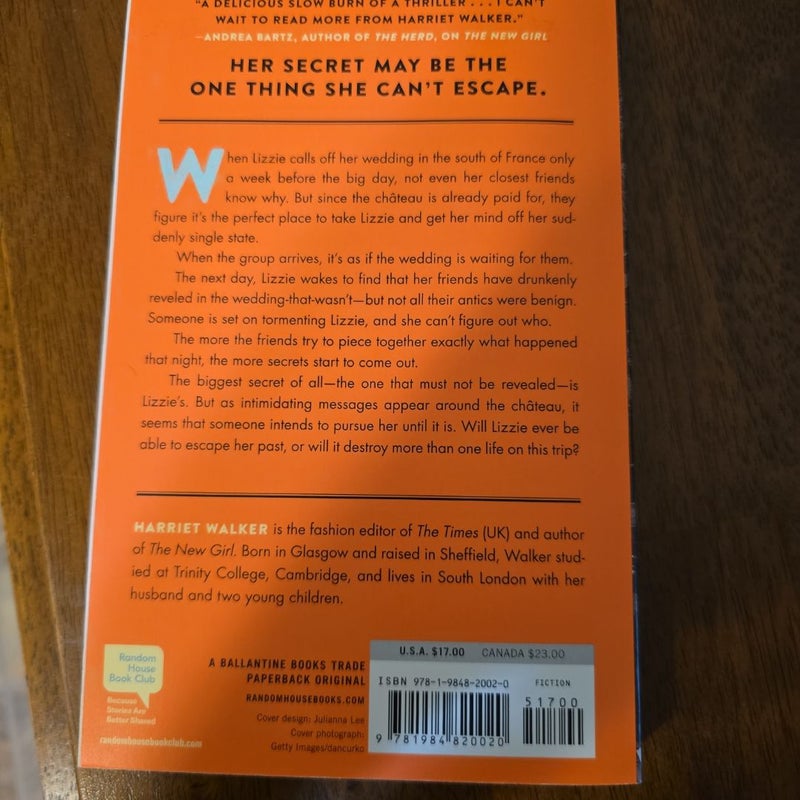 "A DELICIOUS SLOW BURN OF A THRILLER . . . I CAN'T
WAIT TO READ MORE FROM HARRIET WALKER."
—ANDREA BARTZ, AUTHOR OF THE HERD, ON THE NEW GIRL
HER SECRET MAY BE THE
ONE THING SHE CAN'T ESCAPE.
When Lizzie calls off her wedding in the south of France only
a week before the big day, not even her closest friends
know why. But since the château is already paid for, they
figure it's the perfect place to take Lizzie and get her mind off her sud-
denly single state.
When the group arrives, it's as if the wedding is waiting for them.
The next day, Lizzie wakes to find that her friends have drunkenly
reveled in the wedding-that-wasn't—but not all their antics were benign.
Someone is set on tormenting Lizzie, and she can't figure out who.
The more the friends try to piece together exactly what happened
that night, the more secrets start to come out.
The biggest secret of all—the one that must not be revealed—is
Lizzie's. But as intimidating messages appear around the château, it
seems that someone intends to pursue her until it is. Will Lizzie ever be
able to escape her past, or will it destroy more than one life on this trip?
HARRIET WALKER is the fashion editor of The Times (UK) and author
of The New Girl. Born in Glasgow and raised in Sheffield, Walker stud-
ied at Trinity College, Cambridge, and lives in South London with her
husband and two young children.
Random
House
Book Club
Because
Stories Are
Better Shared
randomhousebookclub.com
A BALLANTINE BOOKS TRADE
PAPERBACK ORIGINAL
RANDOMHOUSEBOOKS.COM
Cover design: Julianna Lee
Cover photograph:
Getty Images/dancurko
U.S.A. $17.00 CANADA $23.00
ISBN 978-1-9848-2002-0 FICTION
51700
9 781984 820020